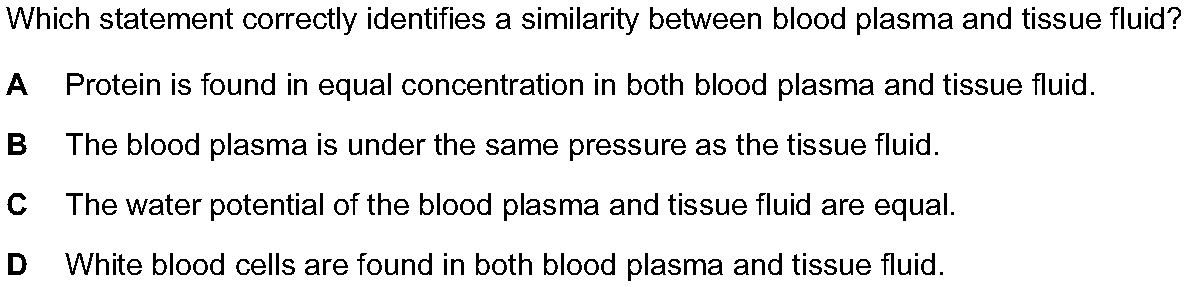 Which statement correctly identifies a similarity between blood plasma and tissue fluid?
A Protein is found in equal concentration in both blood plasma and tissue fluid.
B The blood plasma is under the same pressure as the tissue fluid.
C The water potential of the blood plasma and tissue fluid are equal.
D White blood cells are found in both blood plasma and tissue fluid.